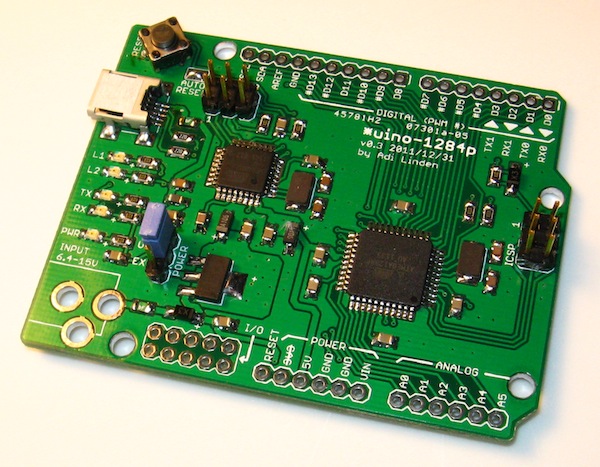 RESET
AUTO
RESET
SDA
AREF
GND
#D13
D12
D11
#D10
#D9
D8
#D7
#D6
#D5
#D4
D3
D2
D1
D0
DIGITAL (PWM #)
45781H2
07301a-05
TX1
RX1
TX0
RX0
*uino-1284p
v0.3 2011/12/31
by Adi Linden
L1
L2
TX
RX
PWR
INPUT
6.4-15V
EX
POWER
1
ICSP
+
I/O
POWER
RESET
3V3
5V
GND
GND
VIN
ANALOG
A0
A1
A2
A3
A4
A5